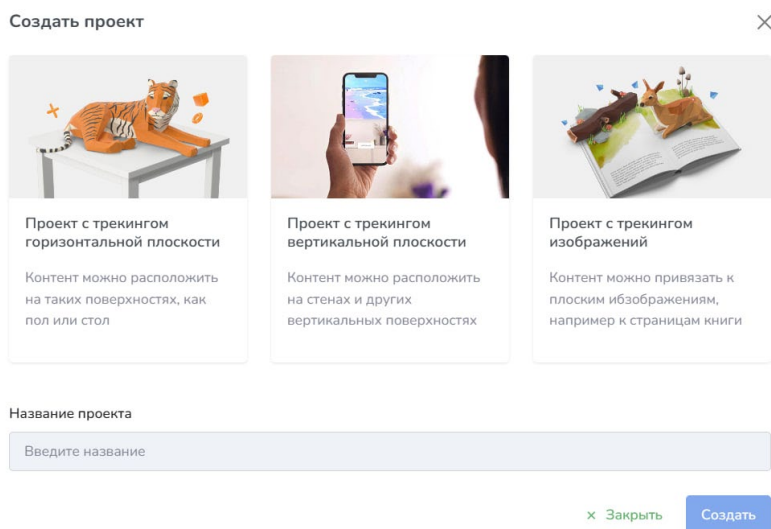 Создать проект
Проект с трекингом
горизонтальной плоскости
Контент можно расположить
на таких поверхностях, как
пол или стол
Проект с трекингом
вертикальной плоскости
Контент можно расположить
на стенах и других
вертикальных поверхностях
Проект с трекингом
изображений
Контент можно привязать к
плоским ибзображениям,
например к страницам книги
Название проекта
Введите название
× Закрыть
Создать